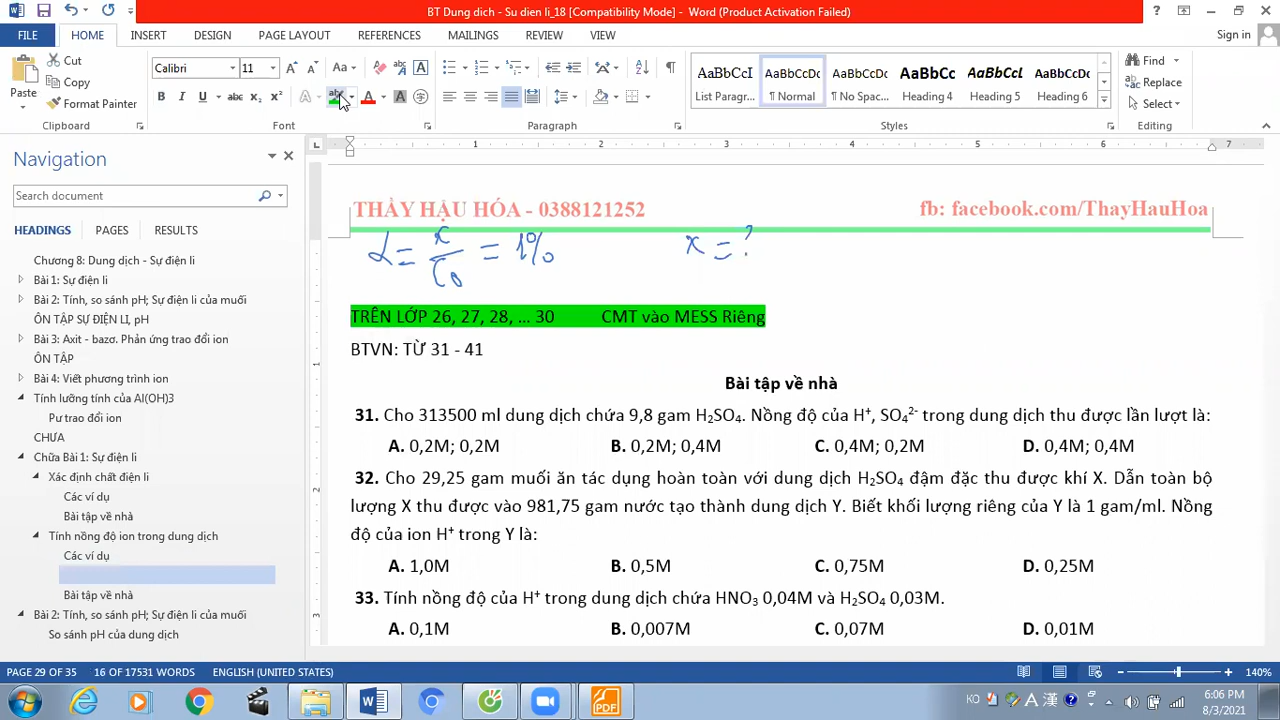 BT Dung dich - Su dien li_18 [Compatibility Mode] - Word (Product Activation Failed)
FILE HOME INSERT DESIGN PAGE LAYOUT REFERENCES MAILINGS REVIEW VIEW Sign in
Paste
Cut
Copy
Format Painter
Clipboard
Calibri 11
Font
Paragraph
AaBbCcI AaBbCcDc AaBbCcDc AaBbCc AaBbCcL AaBbCcDc
List Paragr... ¶ Normal ¶ No Spac... Heading 4 Heading 5 Heading 6
Styles
Find
Replace
Select
Editing
Navigation
Search document
HEADINGS PAGES RESULTS
Chương 8: Dung dịch - Sự điện li
Bài 1: Sự điện li
Bài 2: Tính, so sánh pH; Sự điện li của muối
ÔN TẬP SỰ ĐIỆN LI, pH
Bài 3: Axit - bazơ. Phản ứng trao đổi ion
ÔN TẬP
Bài 4: Viết phương trình ion
Tính lưỡng tính của Al(OH)3
Pư trao đổi ion
CHƯA
Chữa Bài 1: Sự điện li
Xác định chất điện li
Các ví dụ
Bài tập về nhà
Tính nồng độ ion trong dung dịch
Các ví dụ
Bài tập về nhà
Bài 2: Tính, so sánh pH; Sự điện li của muối
So sánh pH của dung dịch
1 2 3 4 5 6 7
THẦY HẬU HÓA - 0388121252 fb: facebook.com/ThayHauHoa
α = x/C₀ = 1% x = ?
TRÊN LỚP 26, 27, 28, ... 30 CMT vào MESS Riêng
BTVN: TỪ 31 - 41
Bài tập về nhà
31. Cho 313500 ml dung dịch chứa 9,8 gam H₂SO₄. Nồng độ của H⁺, SO₄²⁻ trong dung dịch thu được lần lượt là:
A. 0,2M; 0,2M B. 0,2M; 0,4M C. 0,4M; 0,2M D. 0,4M; 0,4M
32. Cho 29,25 gam muối ăn tác dụng hoàn toàn với dung dịch H₂SO₄ đậm đặc thu được khí X. Dẫn toàn bộ
lượng X thu được vào 981,75 gam nước tạo thành dung dịch Y. Biết khối lượng riêng của Y là 1 gam/ml. Nồng
độ của ion H⁺ trong Y là:
A. 1,0M B. 0,5M C. 0,75M D. 0,25M
33. Tính nồng độ của H⁺ trong dung dịch chứa HNO₃ 0,04M và H₂SO₄ 0,03M.
A. 0,1M B. 0,007M C. 0,07M D. 0,01M
PAGE 29 OF 35 16 OF 17531 WORDS ENGLISH (UNITED STATES) 140%
KO 漢 6:06 PM
8/3/2021